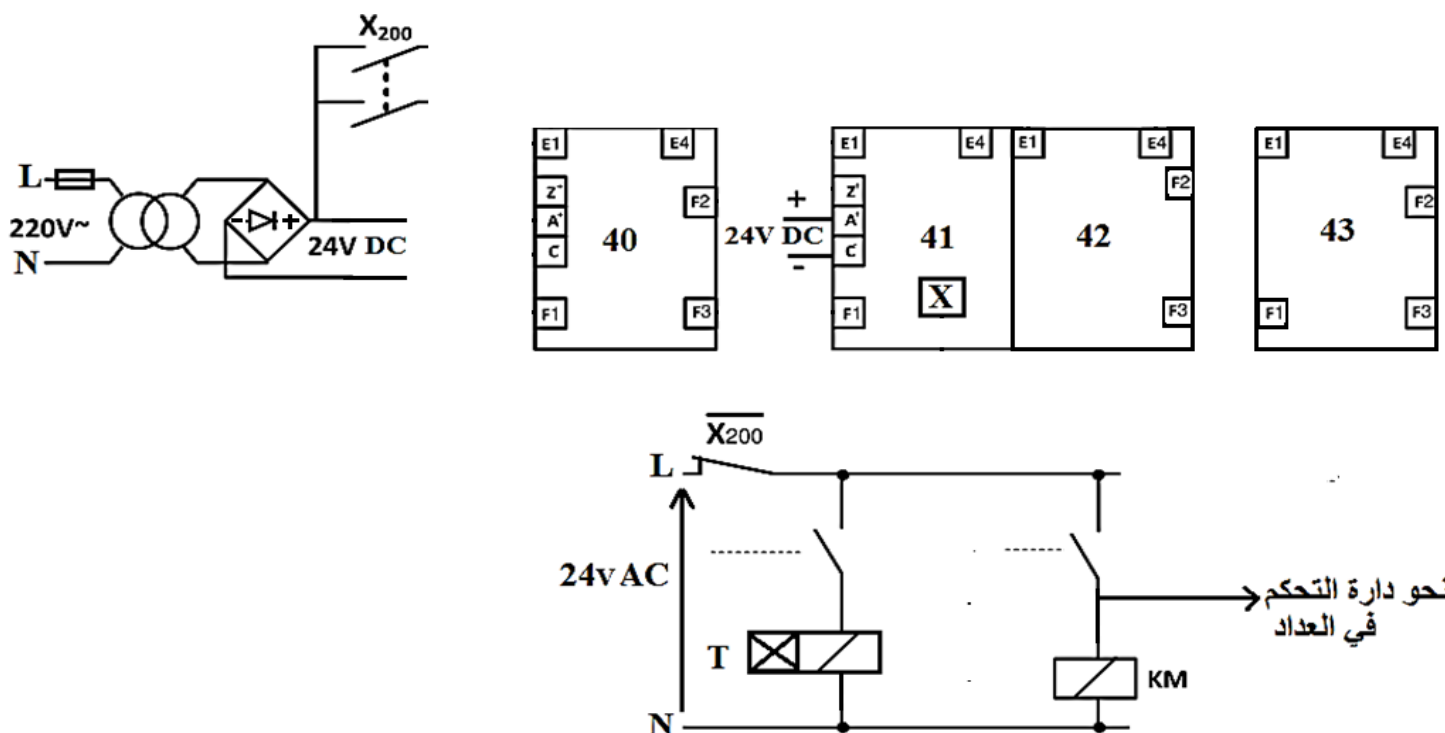 X200
L
220V~
N
- +
24V DC
E1 E4
Z+
A+
C
F2
40
F1
F3
+
24V DC
-
E1 E4
Z'
A'
C
41
X
F1
E1 E4
F2
42
F3
E1 E4
F2
43
F1 F3
X200
L
24v AC
N
T
KM
نحو دارة التحكم
في العداد